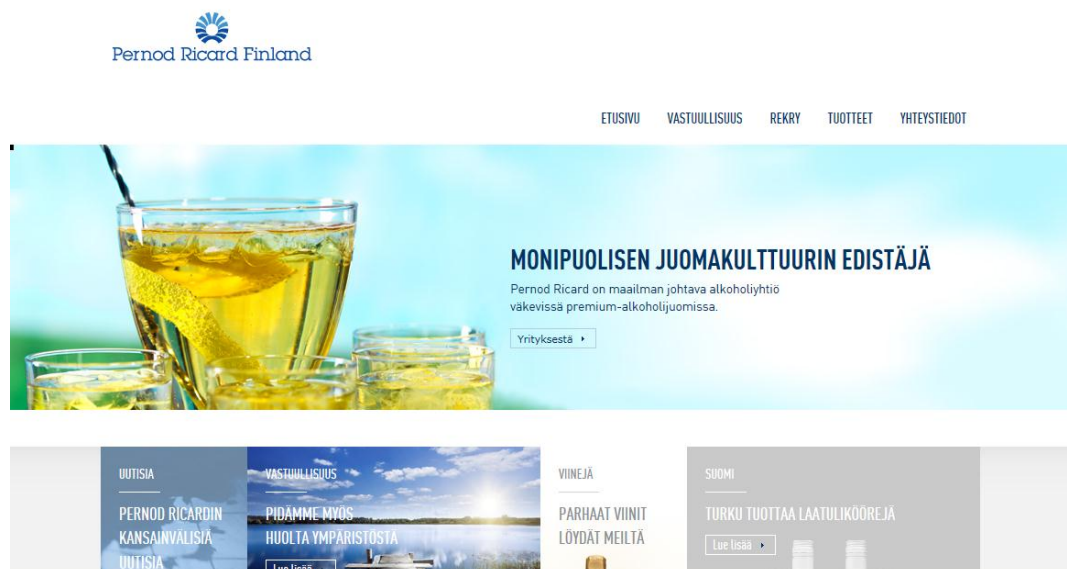 Pernod Ricard Finland
ETUSIVU VASTUULLISUUS REKRY TUOTTEET YHTEYSTIEDOT
MONIPUOLISEN JUOMAKULTTUURIN EDISTÄJÄ
Pernod Ricard on maailman johtava alkoholiyhtiö
väkevissä premium-alkoholijuomissa.
Yrityksestä
UUTISIA
PERNOD RICARDIN
KANSAINVÄLISIÄ
UUTISIA
VASTUULLISUUS
PIDÄMME MYÖS
HUOLTA YMPÄRISTÖSTÄ
Lue lisää
VIINEJÄ
PARHAAT VIINIT
LÖYDÄT MEILTÄ
SUOMI
TURKU TUOTTAA LAATULIKÖÖREJÄ
Lue lisää